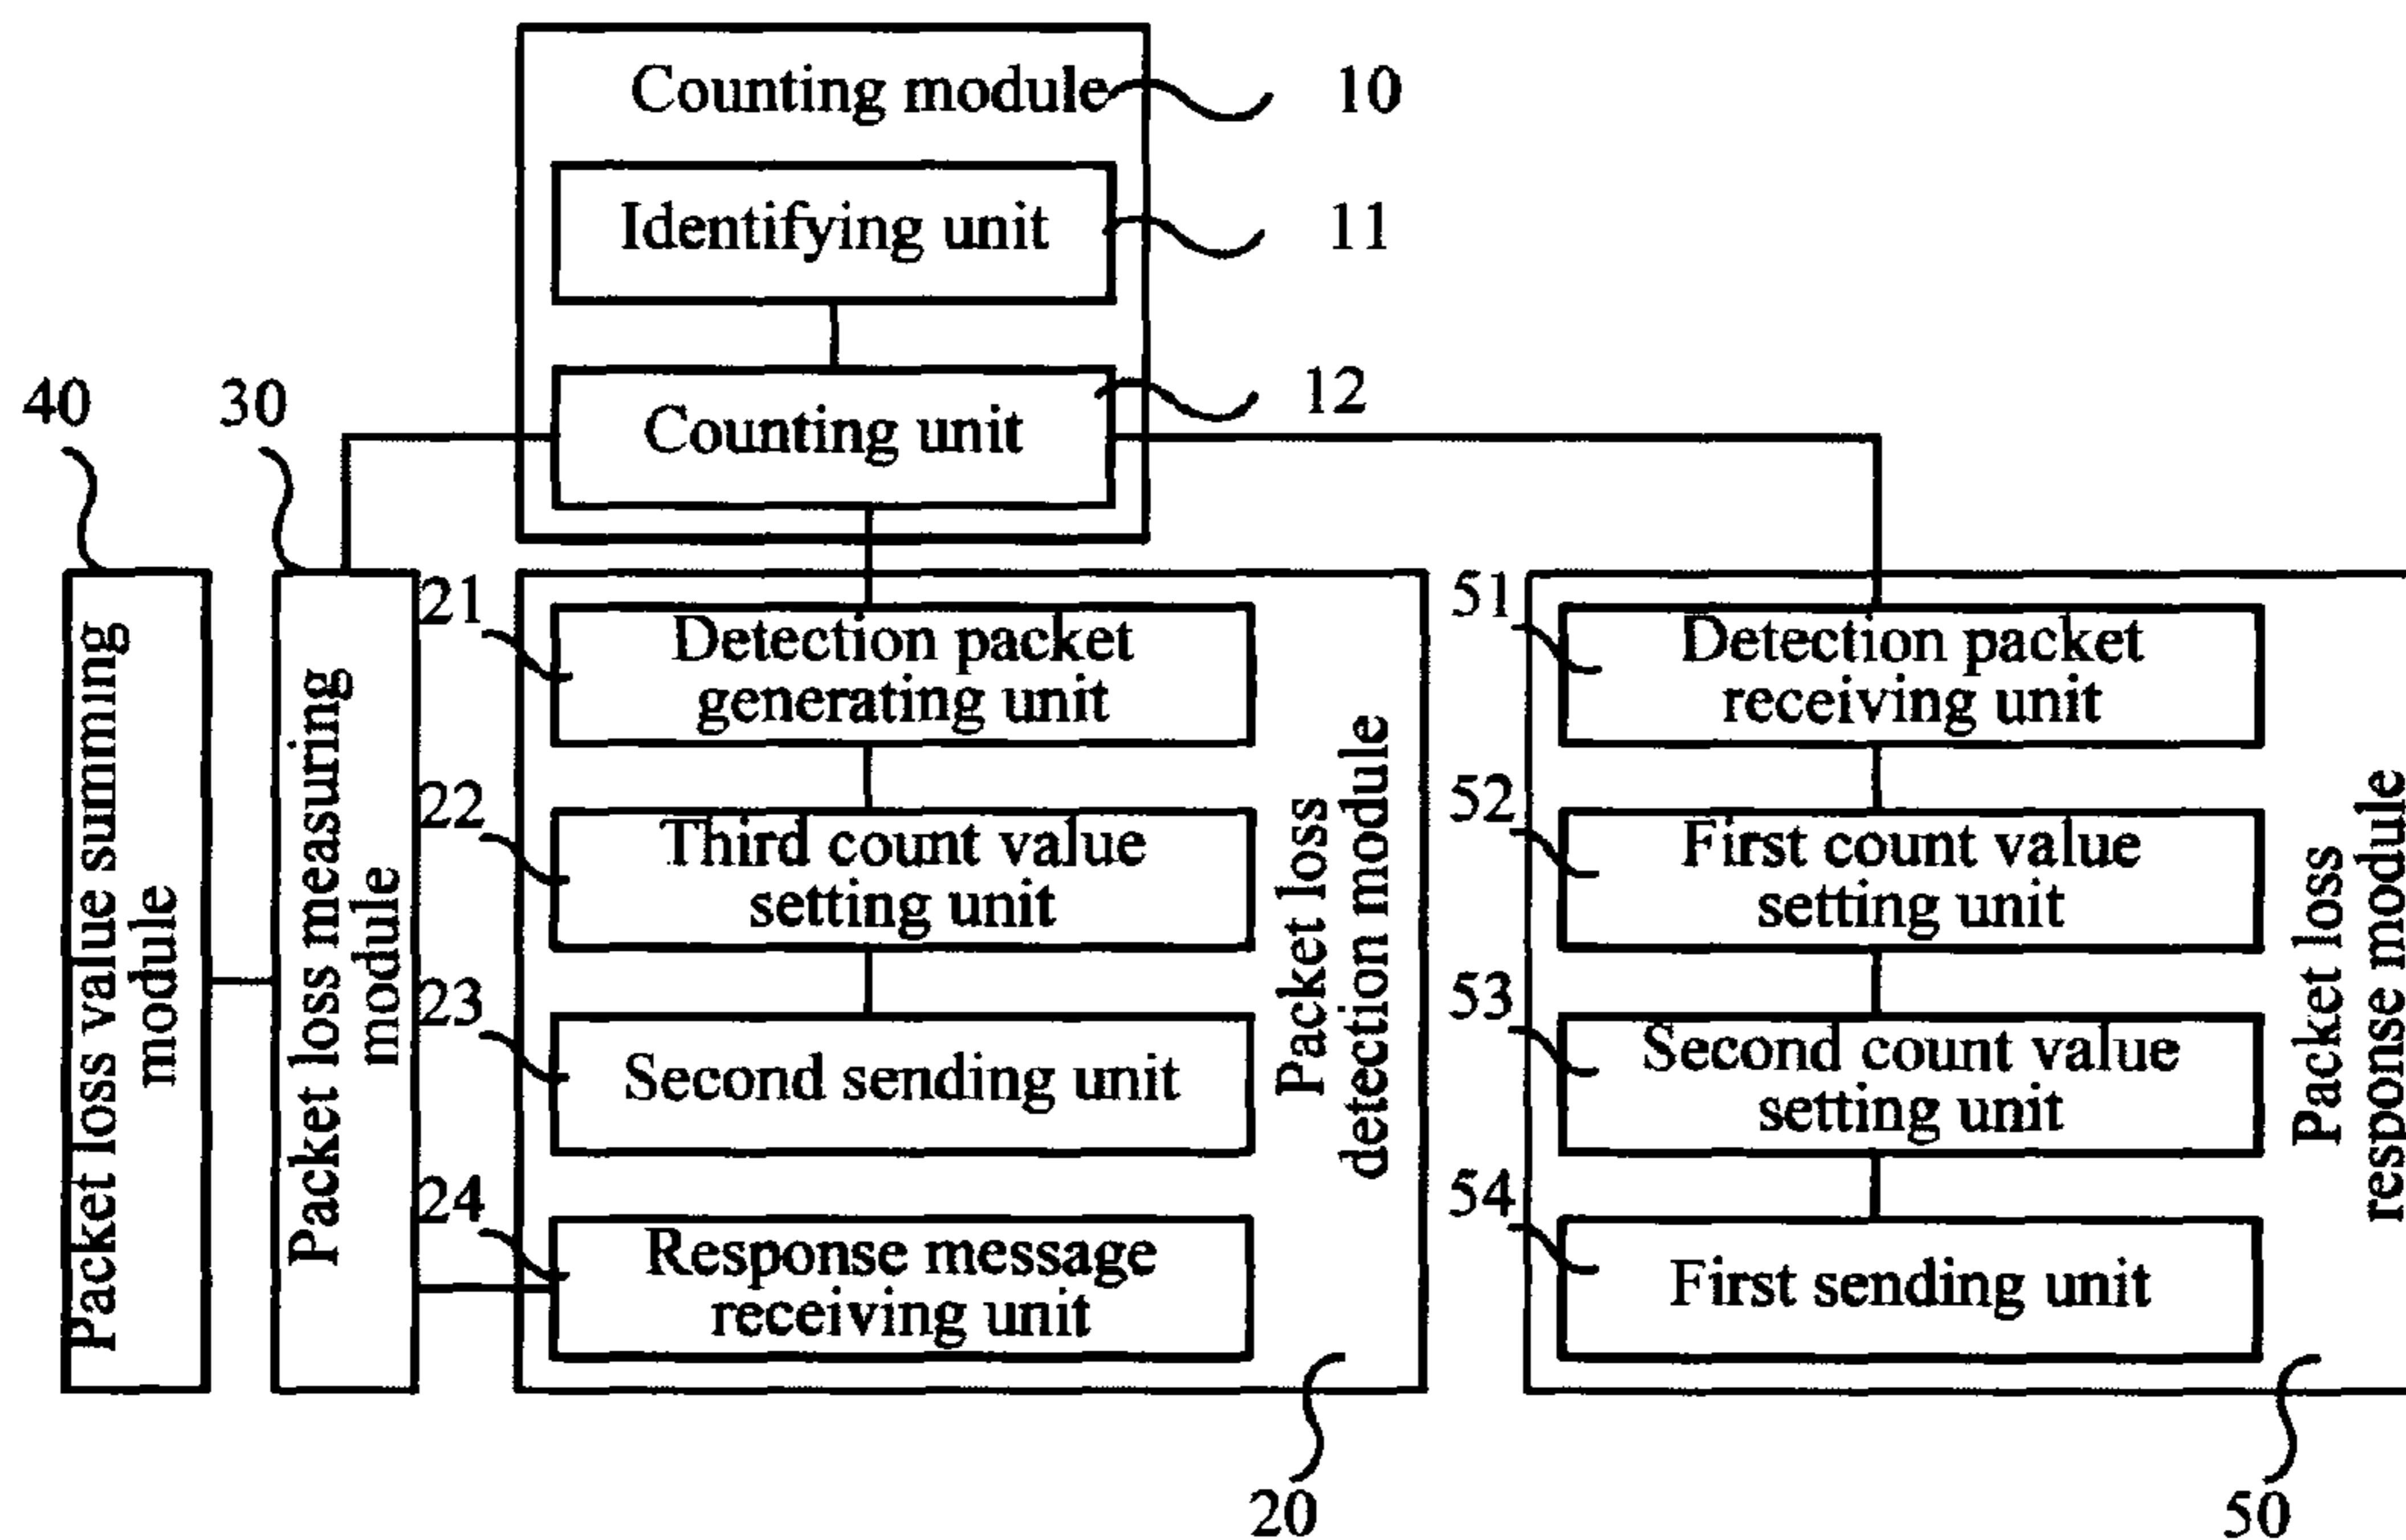 Counting module
10
Identifying unit
11
Counting unit
12
40
30
Packet loss value summing
module
Packet loss measuring
module
21
Detection packet
generating unit
22
Third count value
setting unit
23
Second sending unit
24
Response message
receiving unit
Packet loss
detection module
20
51
Detection packet
receiving unit
52
First count value
setting unit
53
Second count value
setting unit
54
First sending unit
Packet loss
response module
50